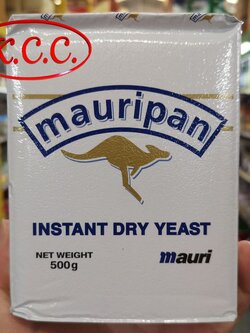 K.C.C.
mauripan
INSTANT DRY YEAST
NET WEIGHT
500g
mauri